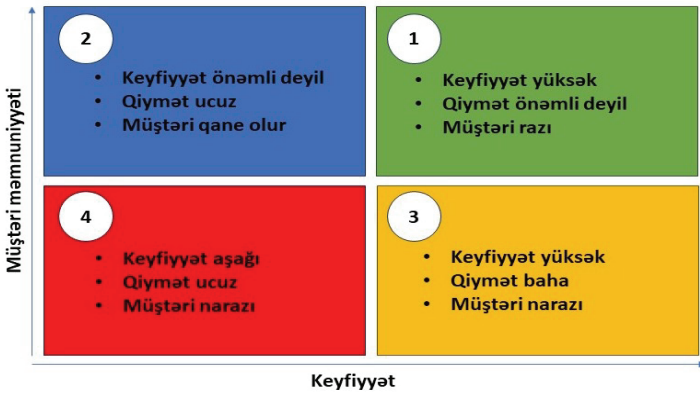 Müştəri məmnuniyyəti
2
• Keyfiyyət önəmli deyil
• Qiymət ucuz
• Müştəri qane olur
1
• Keyfiyyət yüksək
• Qiymət önəmli deyil
• Müştəri razı
4
• Keyfiyyət aşağı
• Qiymət ucuz
• Müştəri narazı
3
• Keyfiyyət yüksək
• Qiymət baha
• Müştəri narazı
Keyfiyyət